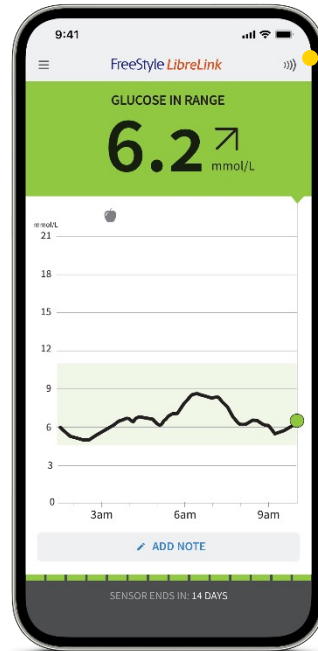 9:41
FreeStyle LibreLink
GLUCOSE IN RANGE
6.2 mmol/L
mmol/L
21
18
15
12
9
6
3
0
3am 6am 9am
ADD NOTE
SENSOR ENDS IN: 14 DAYS